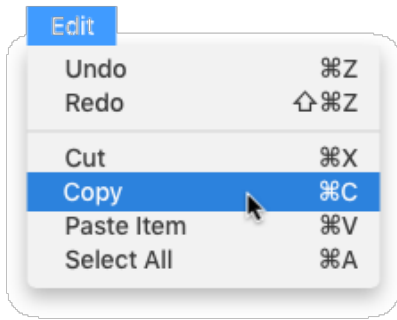 Edit
Undo ⌘Z
Redo ⇧⌘Z
Cut ⌘X
Copy ⌘C
Paste Item ⌘V
Select All ⌘A